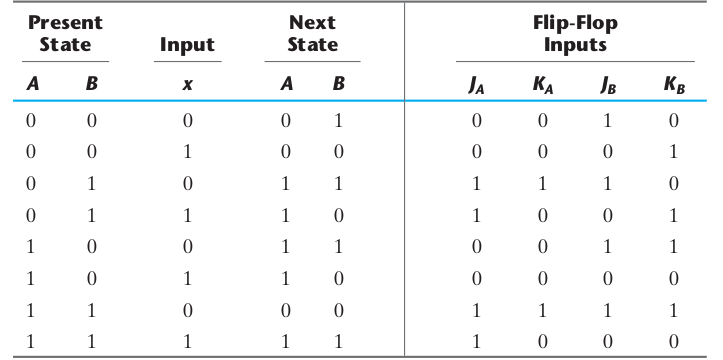 Present State Input Next State Flip-Flop Inputs
A B x A B J_A K_A J_B K_B
0 0 0 0 1 0 0 1 0
0 0 1 0 0 0 0 0 1
0 1 0 1 1 1 1 1 0
0 1 1 1 0 1 0 0 1
1 0 0 1 1 0 0 1 1
1 0 1 1 0 0 0 0 0
1 1 0 0 0 1 1 1 1
1 1 1 1 1 1 0 0 0